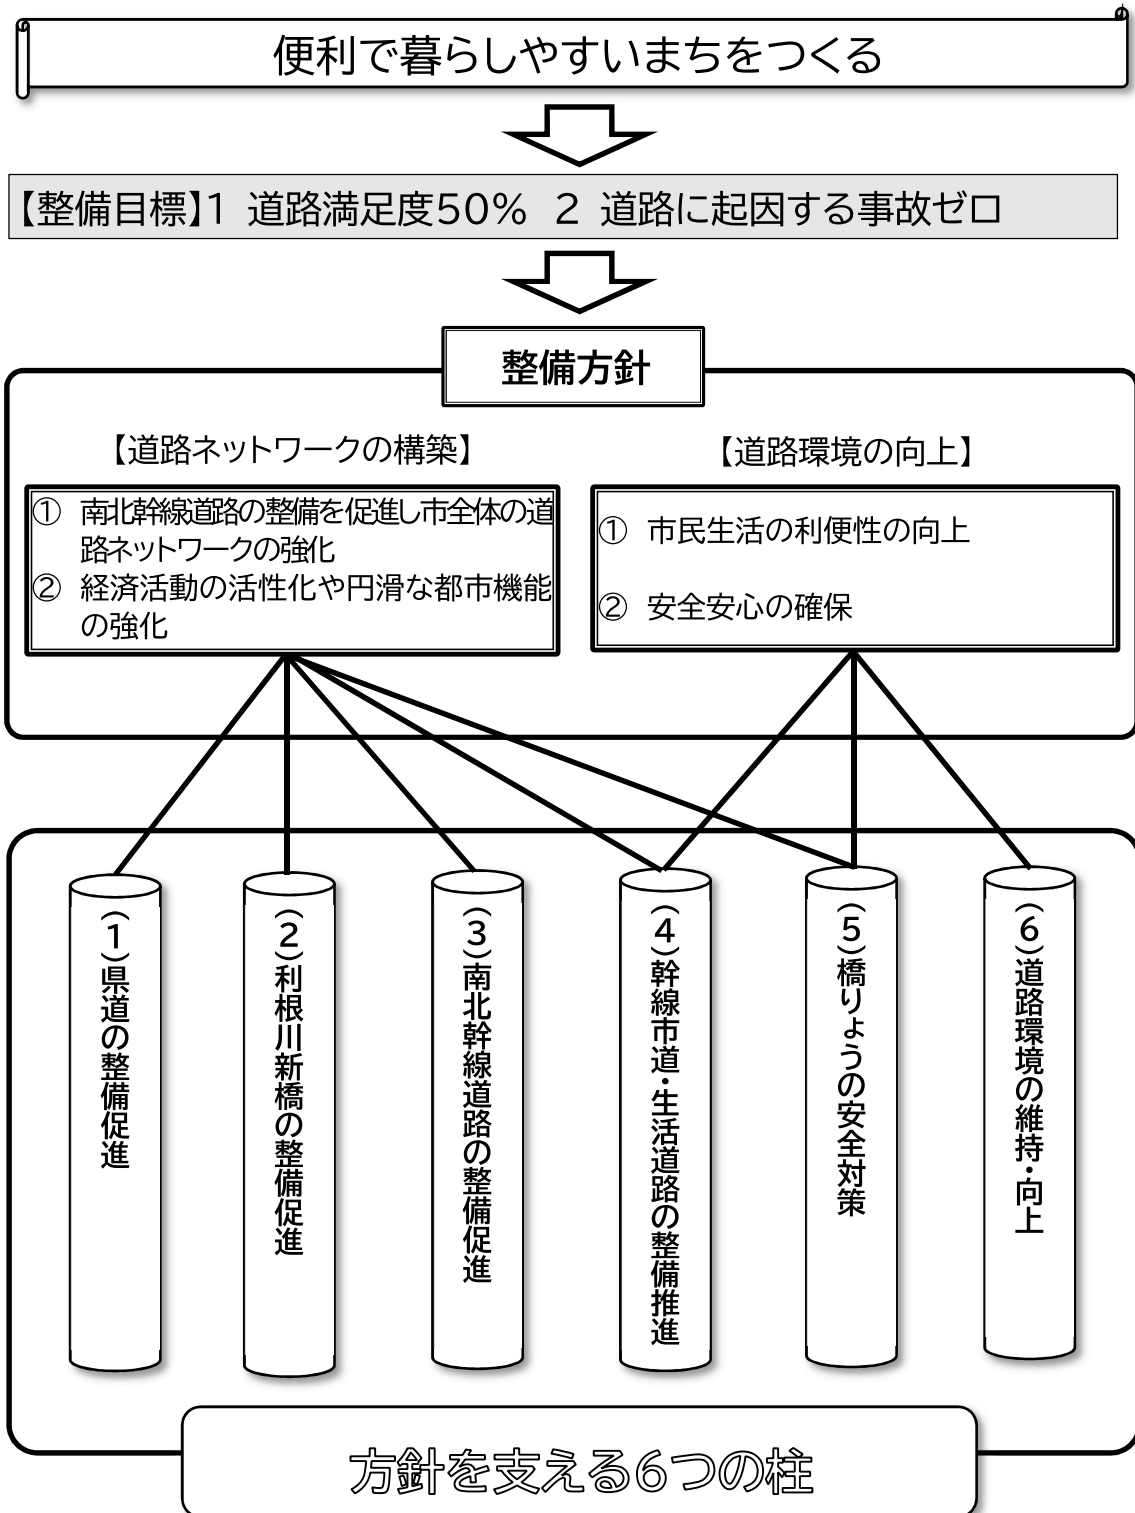 便利で暮らしやすいまちをつくる
【整備目標】1 道路満足度50% 2 道路に起因する事故ゼロ
整備方針
【道路ネットワークの構築】
① 南北幹線道路の整備を促進し市全体の道
路ネットワークの強化
② 経済活動の活性化や円滑な都市機能
の強化
【道路環境の向上】
① 市民生活の利便性の向上
② 安全安心の確保
(1)県道の整備促進
(2)利根川新橋の整備促進
(3)南北幹線道路の整備促進
(4)幹線市道・生活道路の整備推進
(5)橋りょうの安全対策
(6)道路環境の維持・向上
方針を支える6つの柱